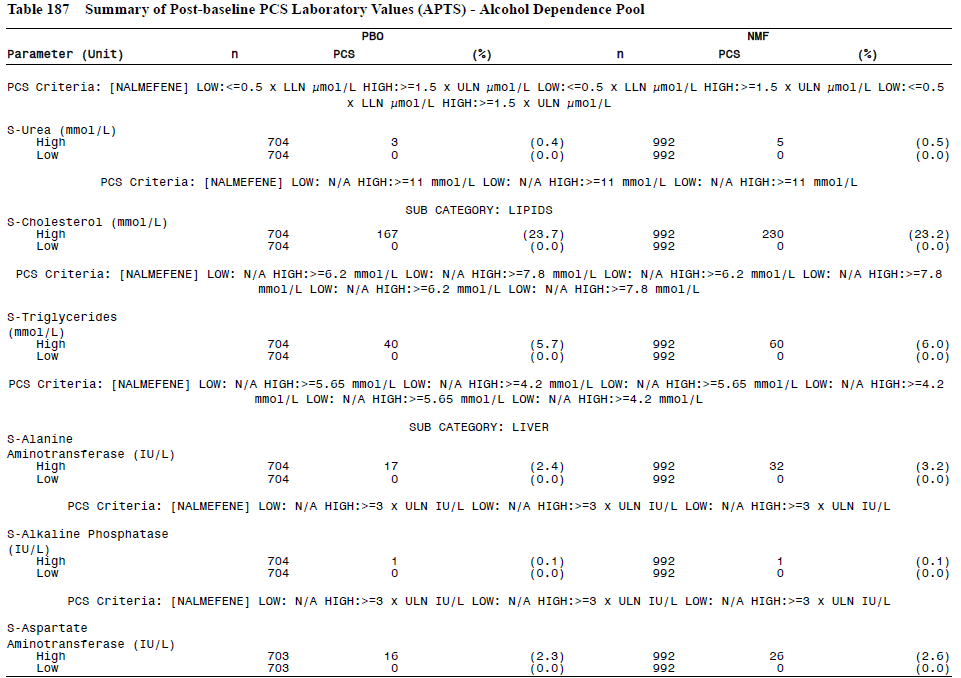 Table 187 Summary of Post-baseline PCS Laboratory Values (APTS) - Alcohol Dependence Pool
PBO NMF
Parameter (Unit) n PCS (%) n PCS (%)
PCS Criteria: [NALMEFENE] LOW:<=0.5 x LLN µmol/L HIGH:>=1.5 x ULN µmol/L LOW:<=0.5 x LLN µmol/L HIGH:>=1.5 x ULN µmol/L LOW:<=0.5
x LLN µmol/L HIGH:>=1.5 x ULN µmol/L
S-Urea (mmol/L)
High 704 3 (0.4) 992 5 (0.5)
Low 704 0 (0.0) 992 0 (0.0)
PCS Criteria: [NALMEFENE] LOW: N/A HIGH:>=11 mmol/L LOW: N/A HIGH:>=11 mmol/L LOW: N/A HIGH:>=11 mmol/L
SUB CATEGORY: LIPIDS
S-Cholesterol (mmol/L)
High 704 167 (23.7) 992 230 (23.2)
Low 704 0 (0.0) 992 0 (0.0)
PCS Criteria: [NALMEFENE] LOW: N/A HIGH:>=6.2 mmol/L LOW: N/A HIGH:>=7.8 mmol/L LOW: N/A HIGH:>=6.2 mmol/L LOW: N/A HIGH:>=7.8
mmol/L LOW: N/A HIGH:>=6.2 mmol/L LOW: N/A HIGH:>=7.8 mmol/L
S-Triglycerides
(mmol/L)
High 704 40 (5.7) 992 60 (6.0)
Low 704 0 (0.0) 992 0 (0.0)
PCS Criteria: [NALMEFENE] LOW: N/A HIGH:>=5.65 mmol/L LOW: N/A HIGH:>=4.2 mmol/L LOW: N/A HIGH:>=5.65 mmol/L LOW: N/A HIGH:>=4.2
mmol/L LOW: N/A HIGH:>=5.65 mmol/L LOW: N/A HIGH:>=4.2 mmol/L
SUB CATEGORY: LIVER
S-Alanine
Aminotransferase (IU/L)
High 704 17 (2.4) 992 32 (3.2)
Low 704 0 (0.0) 992 0 (0.0)
PCS Criteria: [NALMEFENE] LOW: N/A HIGH:>=3 x ULN IU/L LOW: N/A HIGH:>=3 x ULN IU/L LOW: N/A HIGH:>=3 x ULN IU/L
S-Alkaline Phosphatase
(IU/L)
High 704 1 (0.1) 992 1 (0.1)
Low 704 0 (0.0) 992 0 (0.0)
PCS Criteria: [NALMEFENE] LOW: N/A HIGH:>=3 x ULN IU/L LOW: N/A HIGH:>=3 x ULN IU/L LOW: N/A HIGH:>=3 x ULN IU/L
S-Aspartate
Aminotransferase (IU/L)
High 703 16 (2.3) 992 26 (2.6)
Low 703 0 (0.0) 992 0 (0.0)